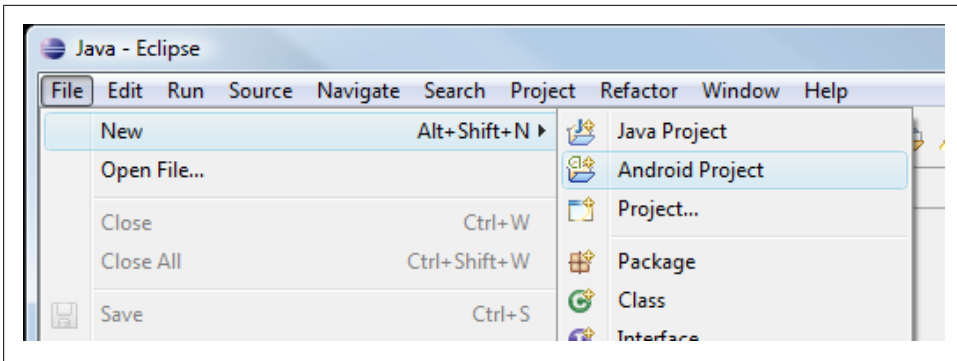 Java - Eclipse
File Edit Run Source Navigate Search Project Refactor Window Help
New Alt+Shift+N
Open File...
Close Ctrl+W
Close All Ctrl+Shift+W
Save Ctrl+S
Java Project
Android Project
Project...
Package
Class
Interface